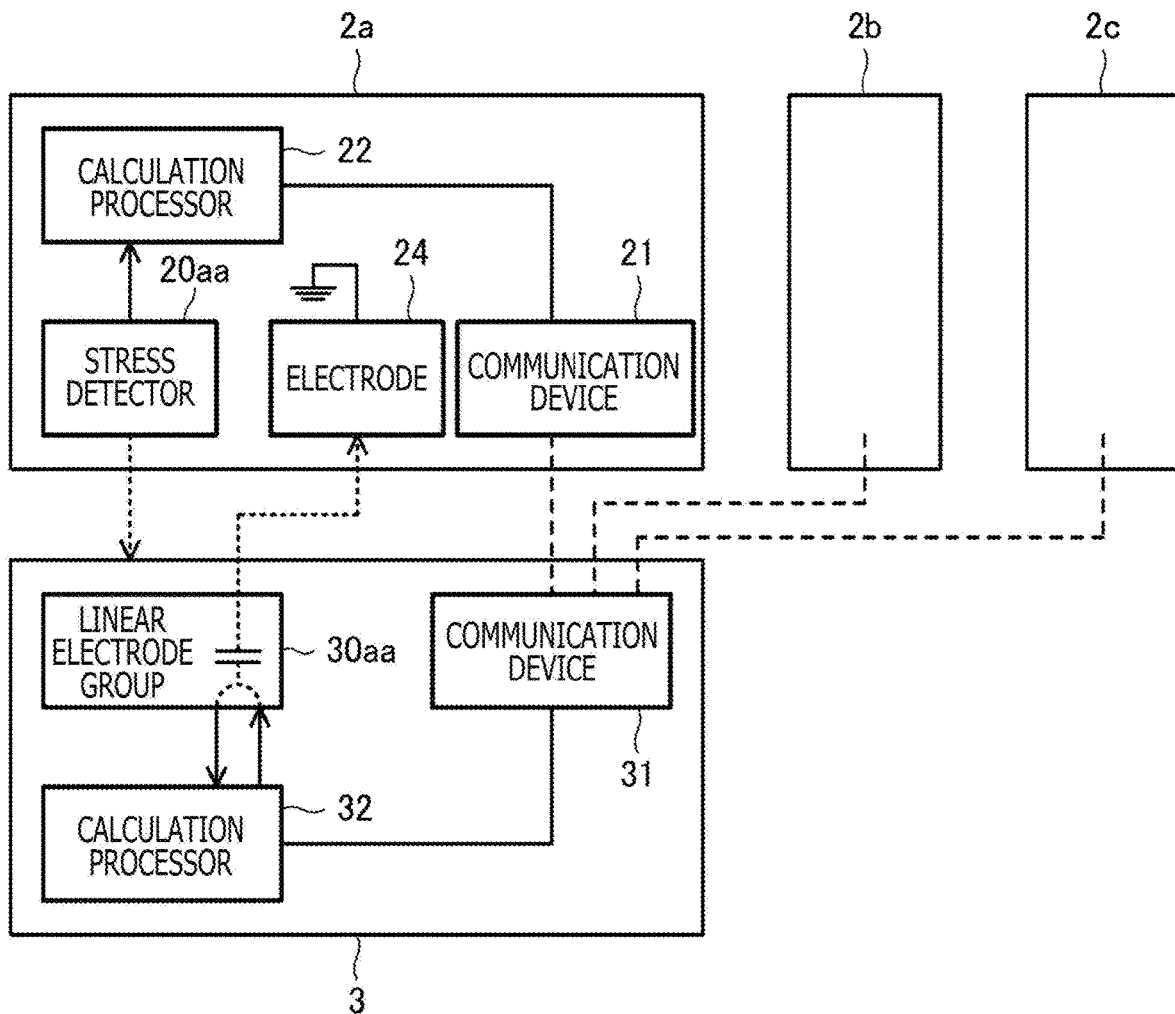 2a
2b
2c
CALCULATION
PROCESSOR
22
20aa
24
21
STRESS
DETECTOR
ELECTRODE
COMMUNICATION
DEVICE
LINEAR
ELECTRODE
GROUP
30aa
COMMUNICATION
DEVICE
31
CALCULATION
PROCESSOR
32
3